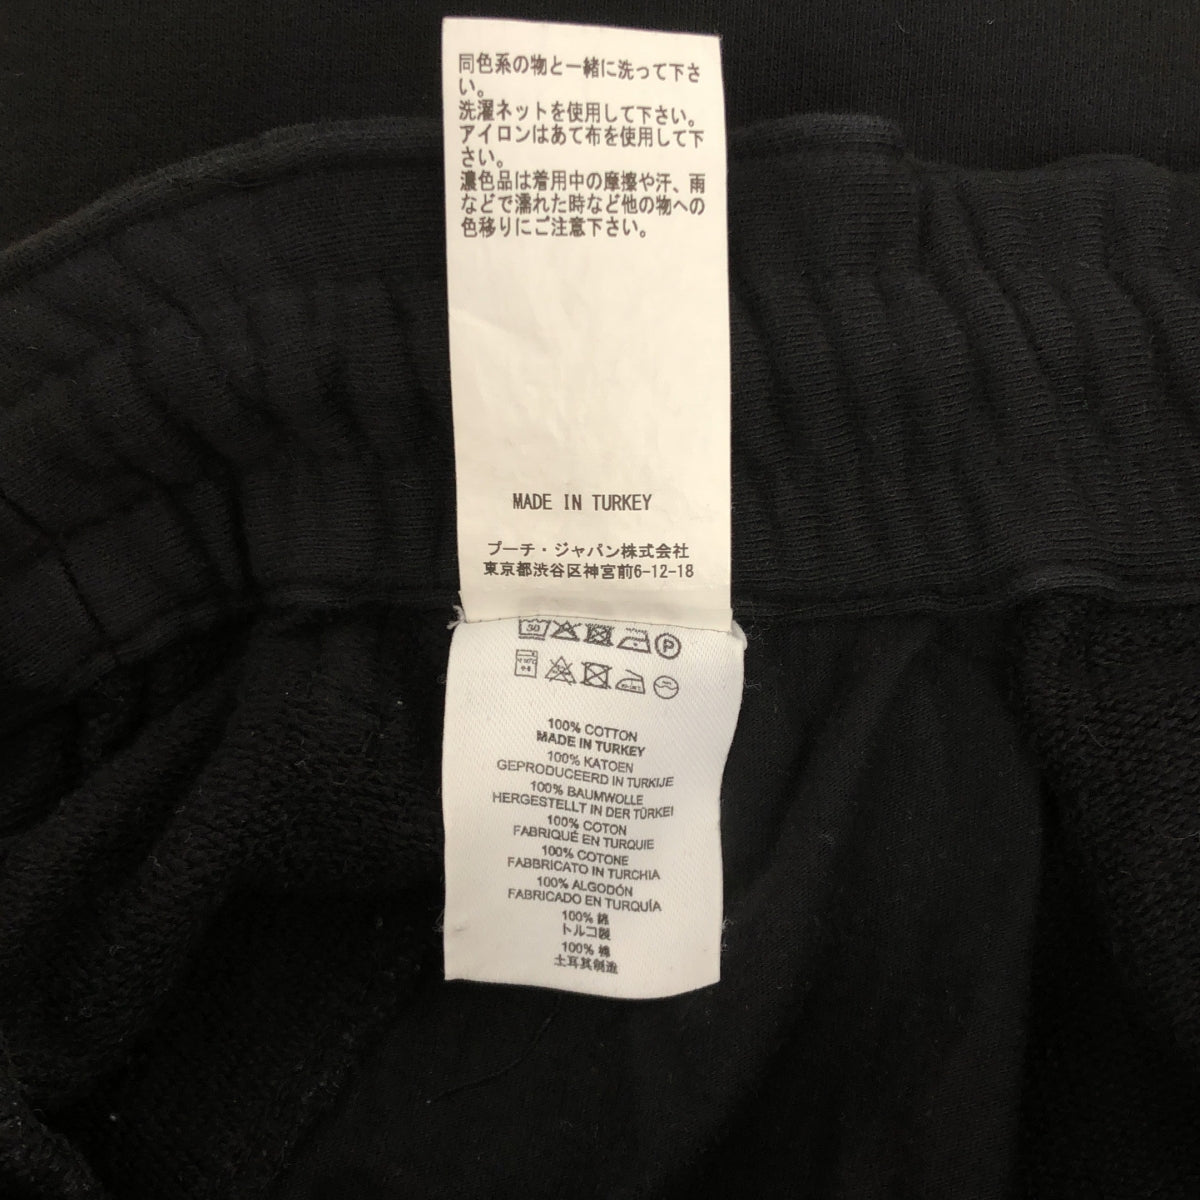 同色系の物と一緒に洗って下さ
い。
洗濯ネットを使用して下さい。
アイロンはあて布を使用して下
さい。
濃色品は着用中の摩擦や汗、雨
などで濡れた時など他の物への
色移りにご注意下さい。
MADE IN TURKEY
プーチ・ジャパン株式会社
東京都渋谷区神宮前6-12-18
30 P
100% COTTON
MADE IN TURKEY
100% KATOEN
GEPRODUCEERD IN TURKIJE
100% BAUMWOLLE
HERGESTELLT IN DER TÜRKEI
100% COTON
FABRIQUÉ EN TURQUIE
100% COTONE
FABBRICATO IN TURCHIA
100% ALGODÓN
FABRICADO EN TURQUÍA
100% 綿
トルコ製
100% 棉
土耳其制造